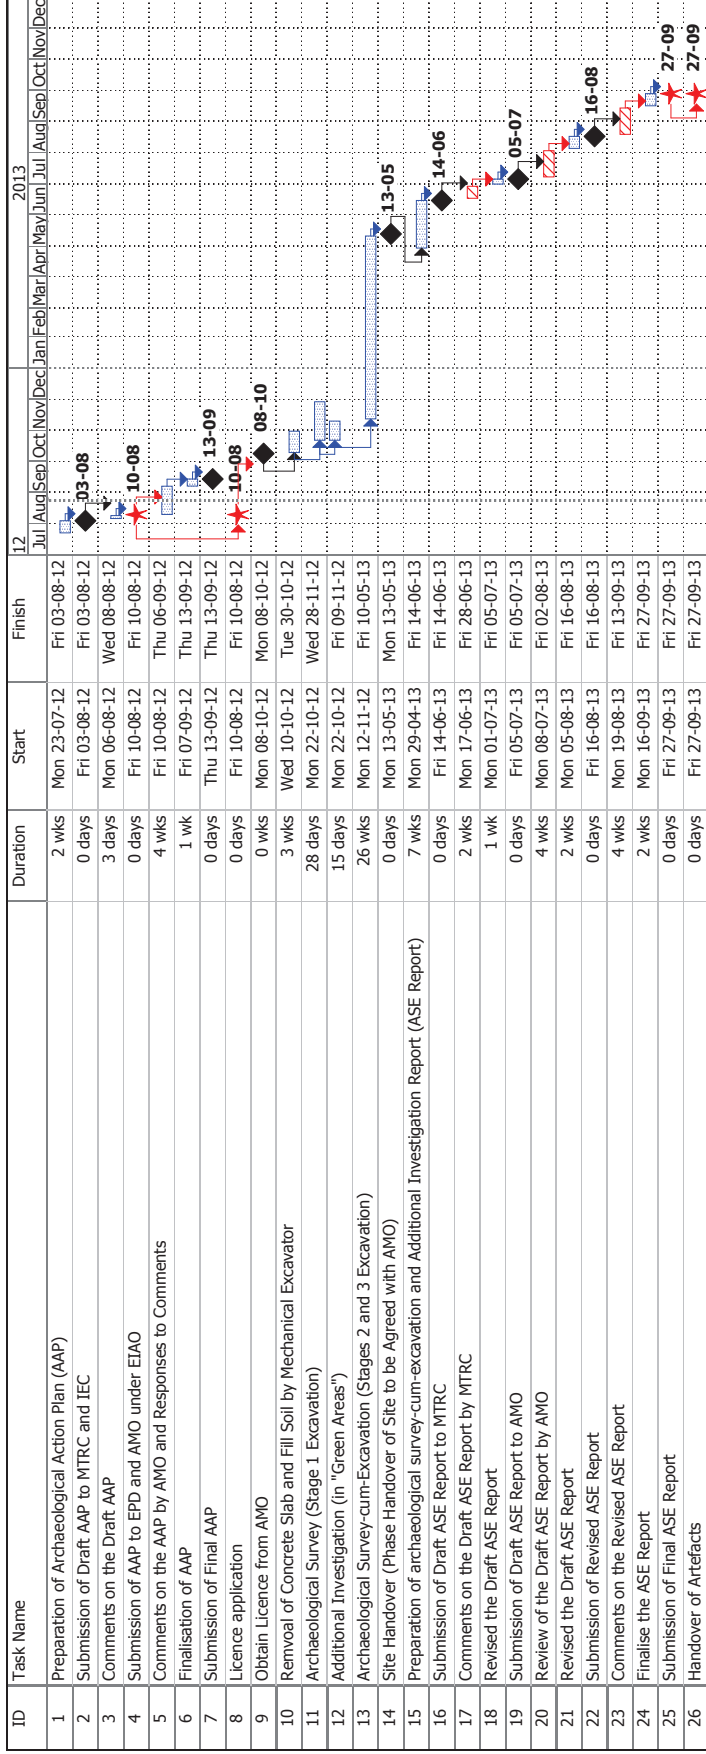 ID Task Name Duration Start Finish
12 2013
Jul Aug Sep Oct Nov Dec Jan Feb Mar Apr May Jun Jul Aug Sep Oct Nov Dec
1 Preparation of Archaeological Action Plan (AAP) 2 wks Mon 23-07-12 Fri 03-08-12
2 Submission of Draft AAP to MTRC and IEC 0 days Fri 03-08-12 Fri 03-08-12 03-08
3 Comments on the Draft AAP 3 days Mon 06-08-12 Wed 08-08-12
4 Submission of AAP to EPD and AMO under EIAO 0 days Fri 10-08-12 Fri 10-08-12 10-08
5 Comments on the AAP by AMO and Responses to Comments 4 wks Fri 10-08-12 Thu 06-09-12
6 Finalisation of AAP 1 wk Fri 07-09-12 Thu 13-09-12
7 Submission of Final AAP 0 days Thu 13-09-12 Thu 13-09-12 13-09
8 Licence application 0 days Fri 10-08-12 Fri 10-08-12 10-08
9 Obtain Licence from AMO 0 wks Mon 08-10-12 Mon 08-10-12 08-10
10 Remvoal of Concrete Slab and Fill Soil by Mechanical Excavator 3 wks Wed 10-10-12 Tue 30-10-12
11 Archaeological Survey (Stage 1 Excavation) 28 days Mon 22-10-12 Wed 28-11-12
12 Additional Investigation (in "Green Areas") 15 days Mon 22-10-12 Fri 09-11-12
13 Archaeological Survey-cum-Excavation (Stages 2 and 3 Excavation) 26 wks Mon 12-11-12 Fri 10-05-13
14 Site Handover (Phase Handover of Site to be Agreed with AMO) 0 days Mon 13-05-13 Mon 13-05-13 13-05
15 Preparation of archaeological survey-cum-excavation and Additional Investigation Report (ASE Report) 7 wks Mon 29-04-13 Fri 14-06-13
16 Submission of Draft ASE Report to MTRC 0 days Fri 14-06-13 Fri 14-06-13 14-06
17 Comments on the Draft ASE Report by MTRC 2 wks Mon 17-06-13 Fri 28-06-13
18 Revised the Draft ASE Report 1 wk Mon 01-07-13 Fri 05-07-13
19 Submission of Draft ASE Report to AMO 0 days Fri 05-07-13 Fri 05-07-13 05-07
20 Review of the Draft ASE Report by AMO 4 wks Mon 08-07-13 Fri 02-08-13
21 Revised the Draft ASE Report 2 wks Mon 05-08-13 Fri 16-08-13
22 Submission of Revised ASE Report 0 days Fri 16-08-13 Fri 16-08-13 16-08
23 Comments on the Revised ASE Report 4 wks Mon 19-08-13 Fri 13-09-13
24 Finalise the ASE Report 2 wks Mon 16-09-13 Fri 27-09-13
25 Submission of Final ASE Report 0 days Fri 27-09-13 Fri 27-09-13 27-09
26 Handover of Artefacts 0 days Fri 27-09-13 Fri 27-09-13 27-09